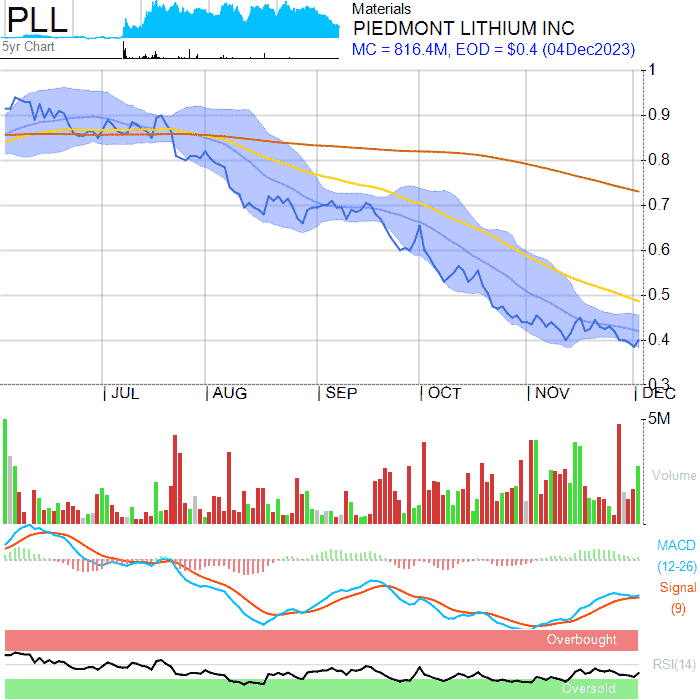 PLL
5yr Chart
Materials
PIEDMONT LITHIUM INC
MC = 816.4M, EOD = $0.4 (04Dec2023)
1
0.9
0.8
0.7
0.6
0.5
0.4
0.3
JUL AUG SEP OCT NOV DEC
5M
Volume
MACD
(12-26)
Signal
(9)
Overbought
RSI(14)
Oversold